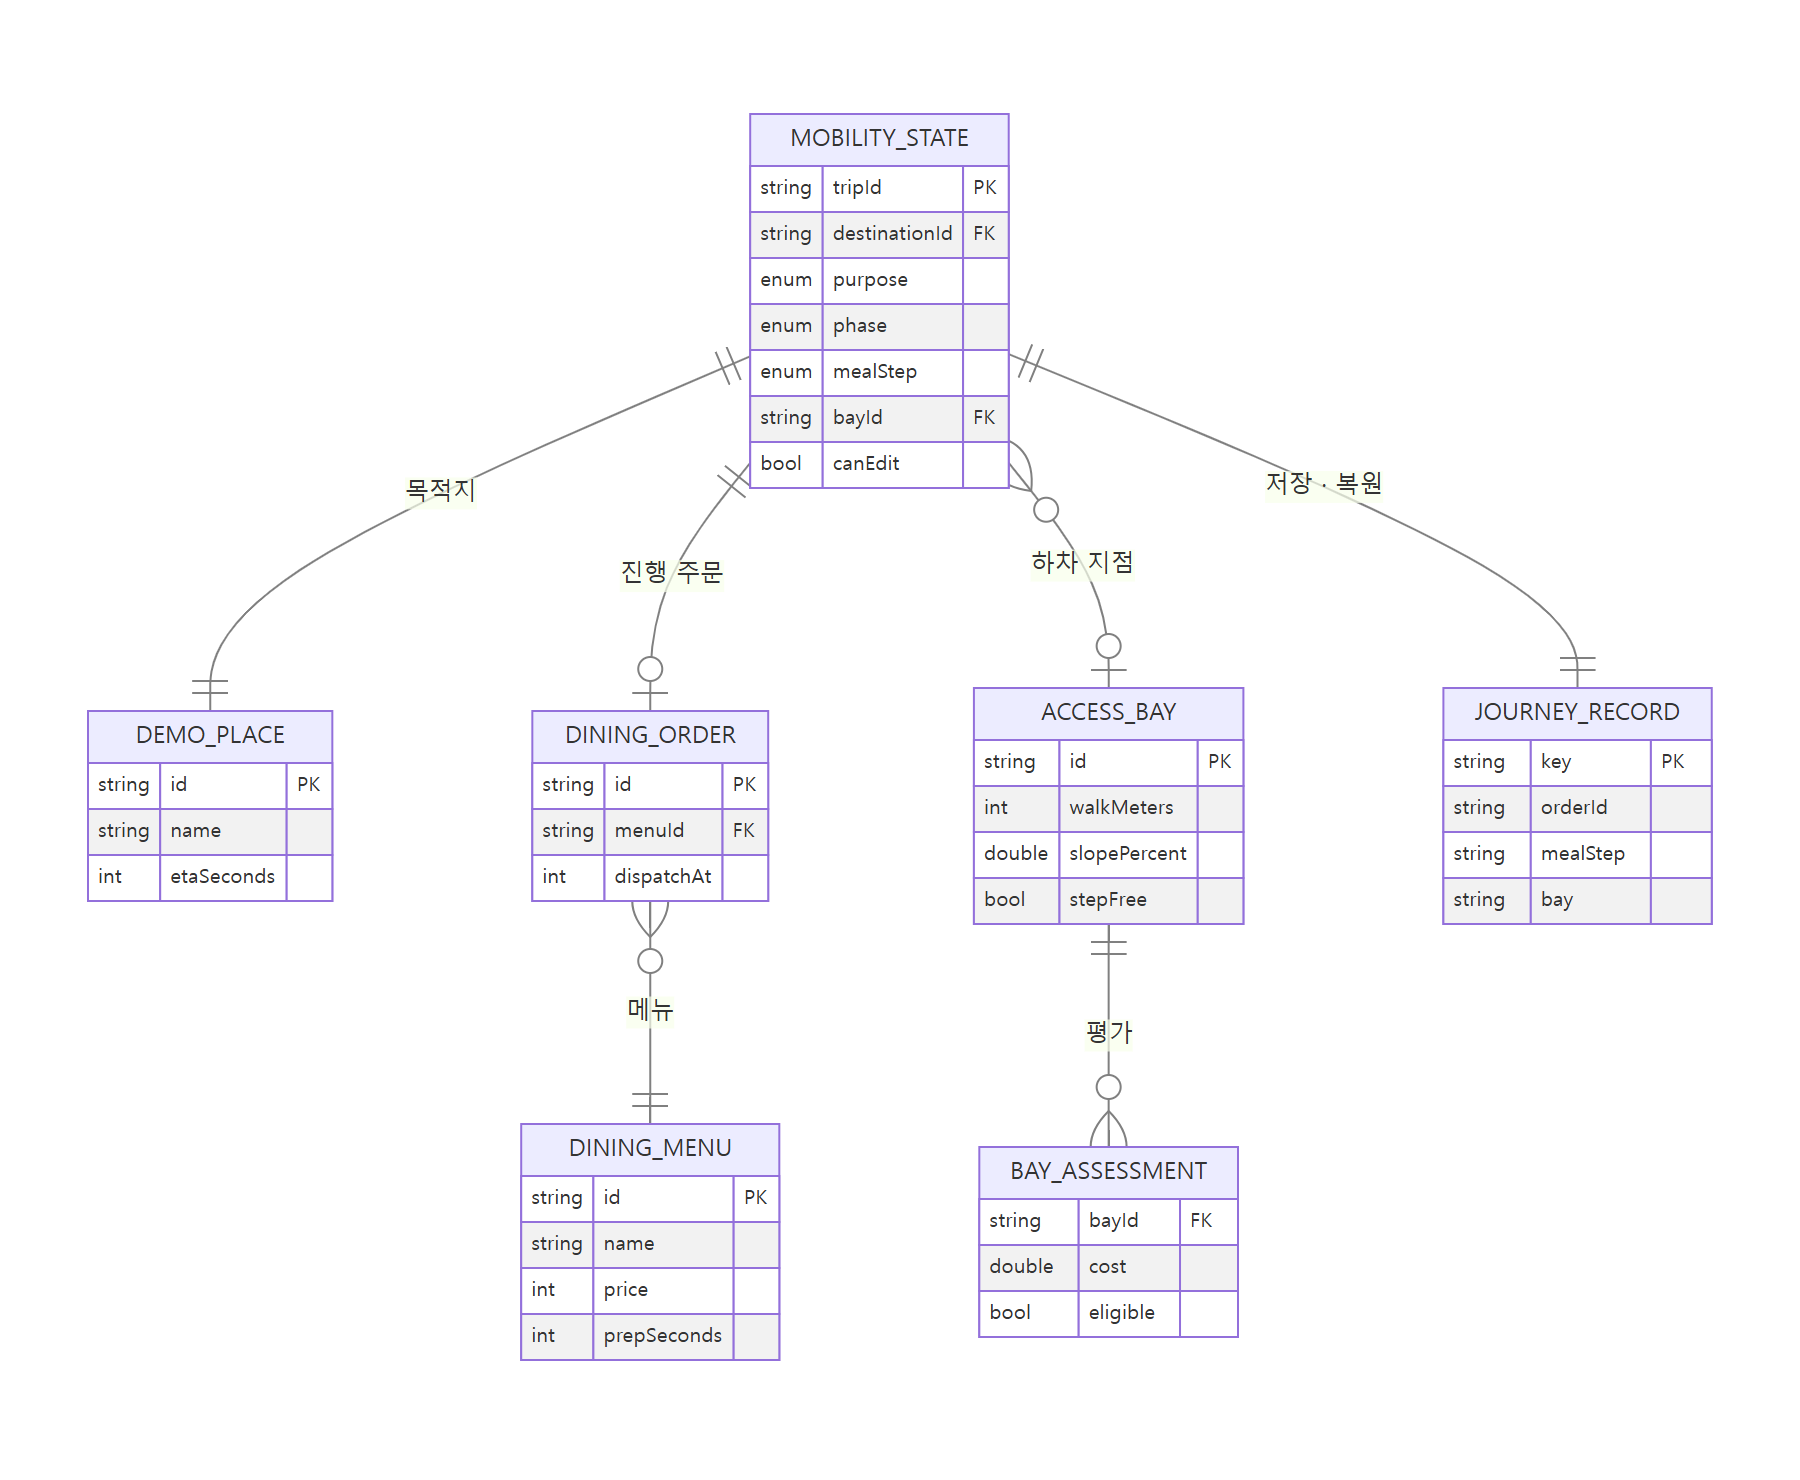 MOBILITY_STATE
string tripId PK
string destinationId FK
enum purpose
enum phase
enum mealStep
string bayId FK
bool canEdit
목적지
진행 주문
하차 지점
저장 · 복원
DEMO_PLACE
string id PK
string name
int etaSeconds
DINING_ORDER
string id PK
string menuId FK
int dispatchAt
ACCESS_BAY
string id PK
int walkMeters
double slopePercent
bool stepFree
JOURNEY_RECORD
string key PK
string orderId
string mealStep
string bay
메뉴
평가
DINING_MENU
string id PK
string name
int price
int prepSeconds
BAY_ASSESSMENT
string bayId FK
double cost
bool eligible